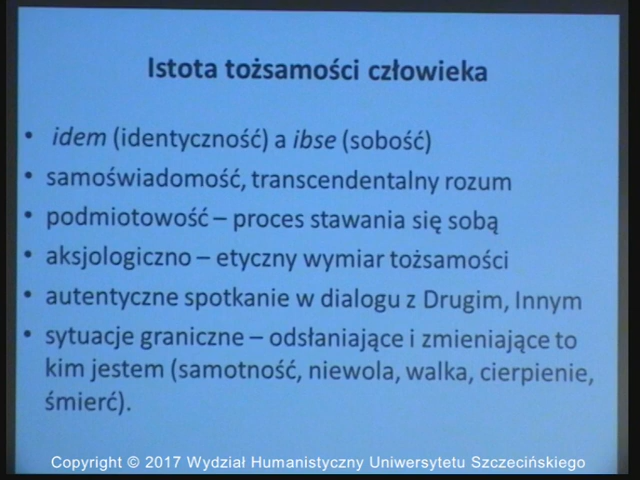 Istota tożsamości człowieka
• idem (identyczność) a ibse (sobość)
• samoświadomość, transcendentalny rozum
• podmiotowość – proces stawania się sobą
• aksjologiczno – etyczny wymiar tożsamości
• autentyczne spotkanie w dialogu z Drugim, Innym
• sytuacje graniczne – odsłaniające i zmieniające to
kim jestem (samotność, niewola, walka, cierpienie,
śmierć).
Copyright © 2017 Wydział Humanistyczny Uniwersytetu Szczecińskiego